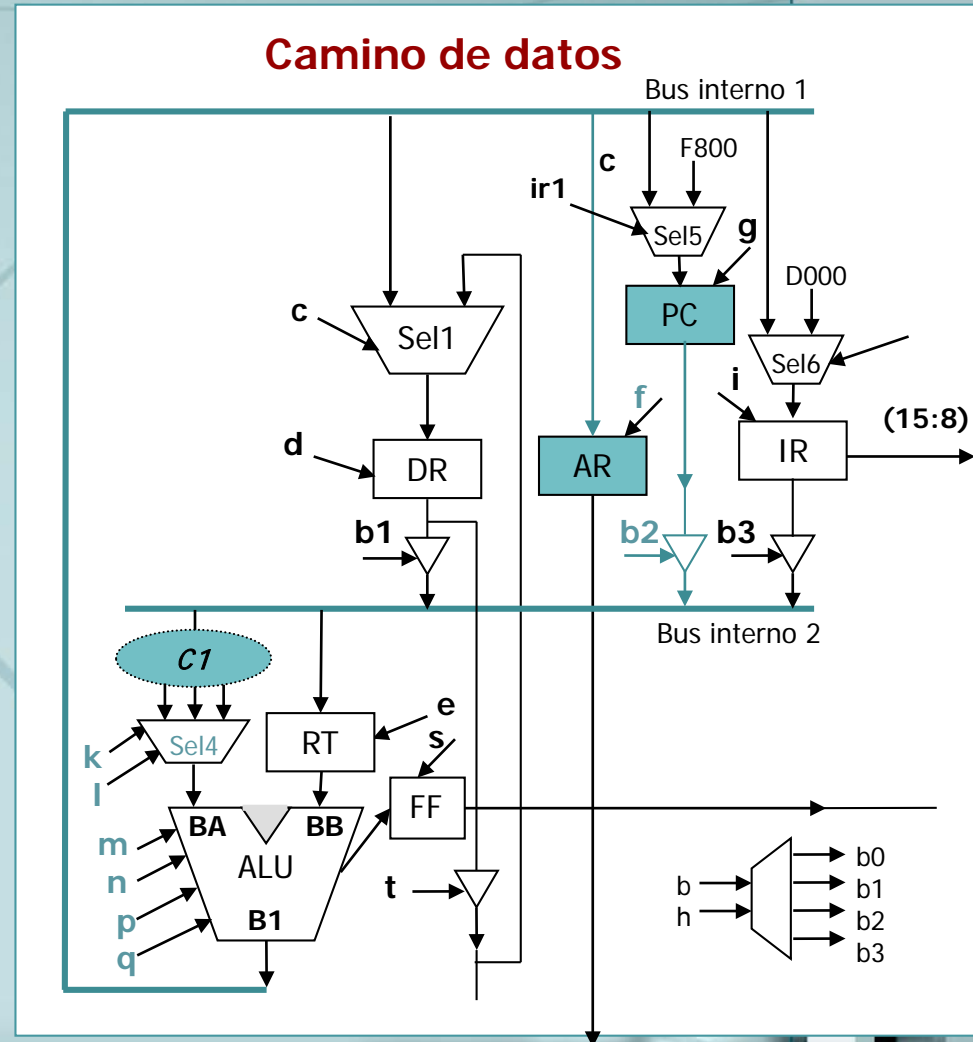 Camino de datos
Bus interno 1
c
F800
ir1
Sel5
g
D000
PC
c
Sel1
Sel6
f
i
(15:8)
d
DR
AR
IR
b1
b2
b3
Bus interno 2
C1
k
Sel4
l
RT
e
s
FF
BA
BB
m
n
ALU
p
q
B1
t
b
h
b0
b1
b2
b3